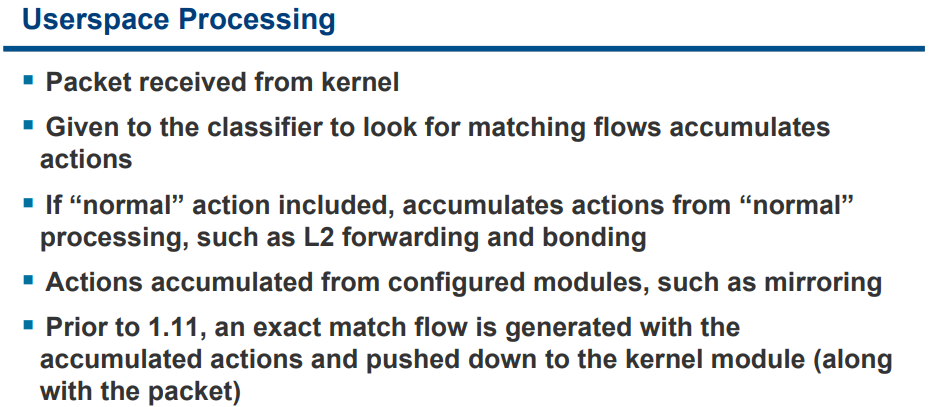 Userspace Processing
▪ Packet received from kernel
▪ Given to the classifier to look for matching flows accumulates
actions
▪ If “normal” action included, accumulates actions from “normal”
processing, such as L2 forwarding and bonding
▪ Actions accumulated from configured modules, such as mirroring
▪ Prior to 1.11, an exact match flow is generated with the
accumulated actions and pushed down to the kernel module (along
with the packet)